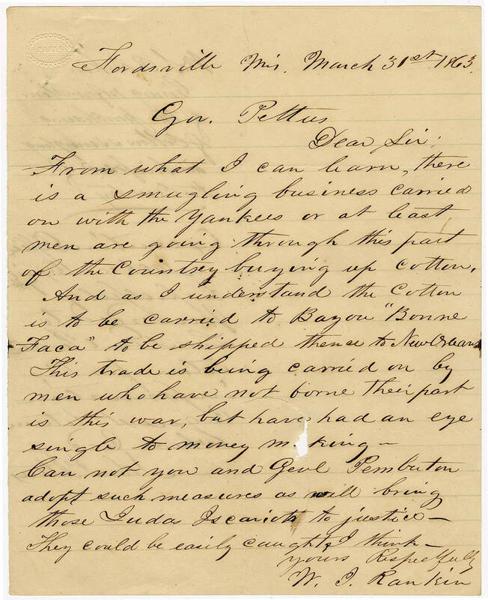 Fordsville Mis. March 31st 1863.
Gov. Pettus
Dear Sir;
From what I can learn, there
is a smugling business carried
on with the Yankees or at least
men are going through this part
of the Country buying up cotton.
And as I understand the Cotton
is to be carried to Bayou "Bonne
Faca" to be shipped thence to New Orleans
This trade is being carried on by
men who have not borne their part
is this war, but have had an eye
single to money making—
Can not you and Genl Pemberton
adopt such measures as will bring
those Judas Iscariots to justice—
They could be easily caught I think—
yours Respectfully
W. J. Rankin